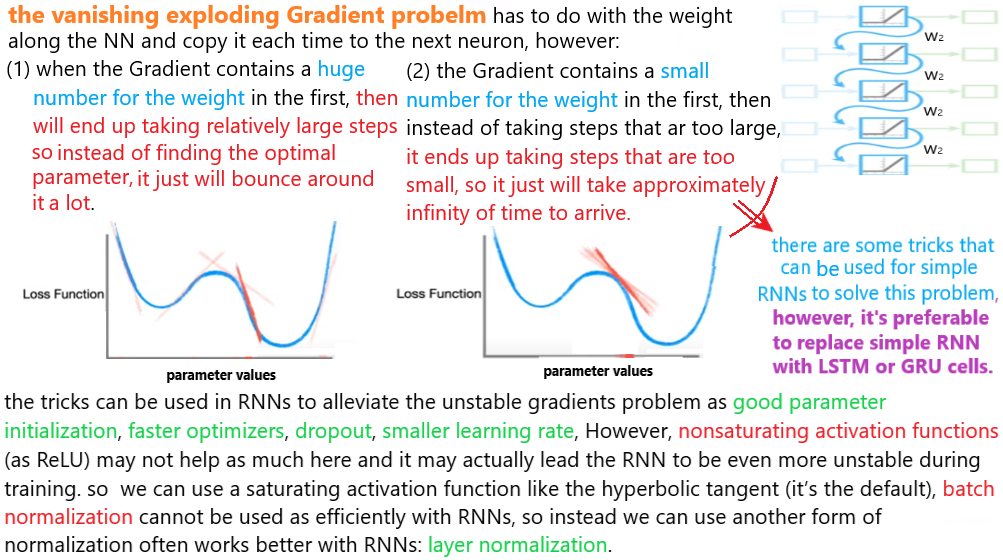 the vanishing exploding Gradient probelm has to do with the weight
along the NN and copy it each time to the next neuron, however:
(1) when the Gradient contains a huge
number for the weight in the first, then
will end up taking relatively large steps
so instead of finding the optimal
parameter, it just will bounce around
it a lot.
(2) the Gradient contains a small
number for the weight in the first, then
instead of taking steps that ar too large,
it ends up taking steps that are too
small, so it just will take approximately
infinity of time to arrive.
W2
W2
W2
W2
Loss Function
parameter values
Loss Function
parameter values
there are some tricks that
can be used for simple
RNNs to solve this problem,
however, it's preferable
to replace simple RNN
with LSTM or GRU cells.
the tricks can be used in RNNs to alleviate the unstable gradients problem as good parameter
initialization, faster optimizers, dropout, smaller learning rate, However, nonsaturating activation functions
(as ReLU) may not help as much here and it may actually lead the RNN to be even more unstable during
training. so we can use a saturating activation function like the hyperbolic tangent (it's the default), batch
normalization cannot be used as efficiently with RNNs, so instead we can use another form of
normalization often works better with RNNs: layer normalization.